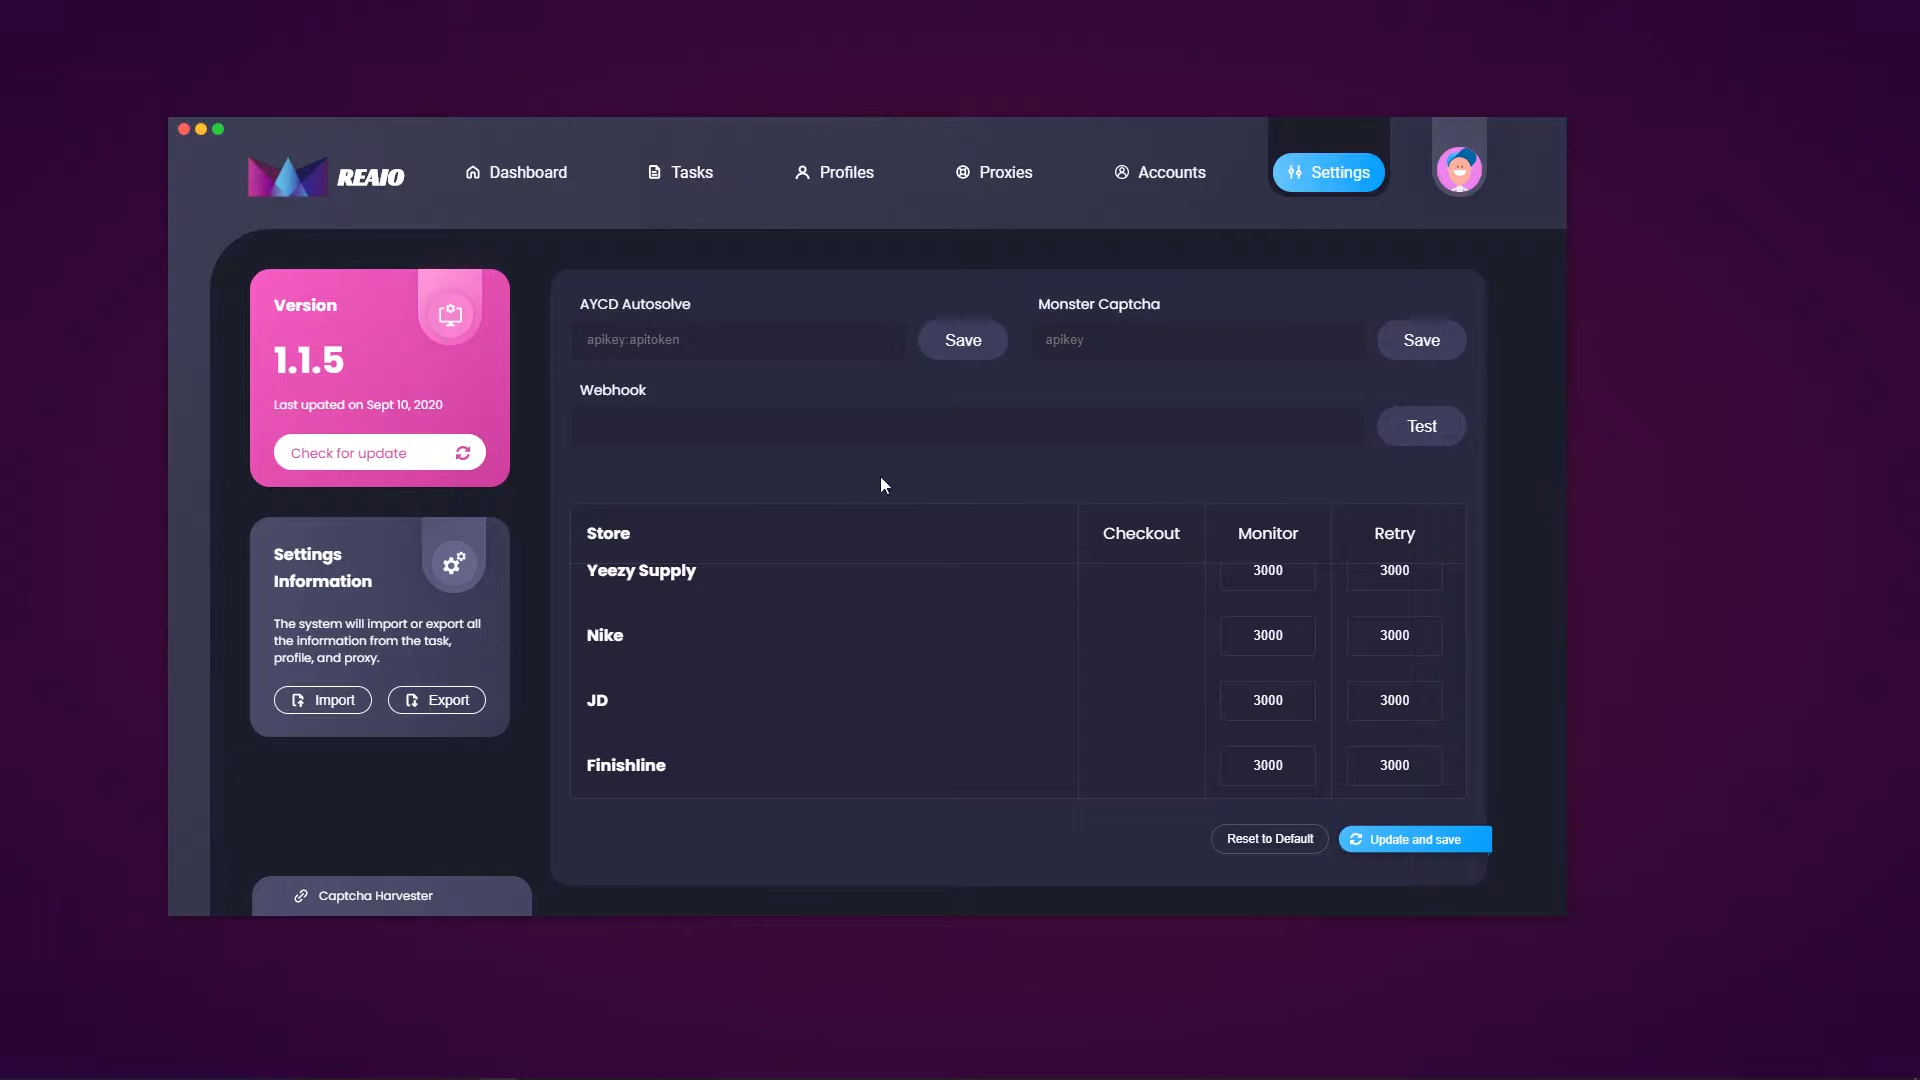 REAIO
Dashboard
Tasks
Profiles
Proxies
Accounts
Settings
Version
1.1.5
Last upated on Sept 10, 2020
Check for update
Settings
Information
The system will import or export all
the information from the task,
profile, and proxy.
Import
Export
Captcha Harvester
AYCD Autosolve
apikey:apitoken
Save
Monster Captcha
apikey
Save
Webhook
Test
Store Checkout Monitor Retry
Yeezy Supply 3000 3000
Nike 3000 3000
JD 3000 3000
Finishline 3000 3000
Reset to Default
Update and save